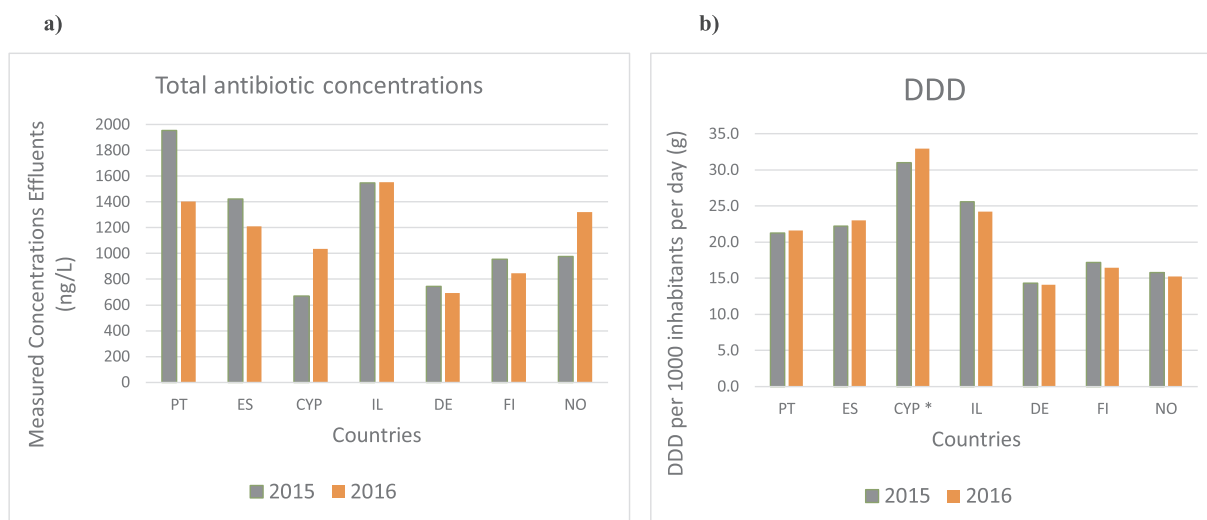 a)
Total antibiotic concentrations
Measured Concentrations Effluents
(ng/L)
2000
1800
1600
1400
1200
1000
800
600
400
200
0
PT ES CYP IL DE FI NO
Countries
2015 2016
b)
DDD
DDD per 1000 inhabitants per day (g)
35.0
30.0
25.0
20.0
15.0
10.0
5.0
0.0
PT ES CYP * IL DE FI NO
Countries
2015 2016